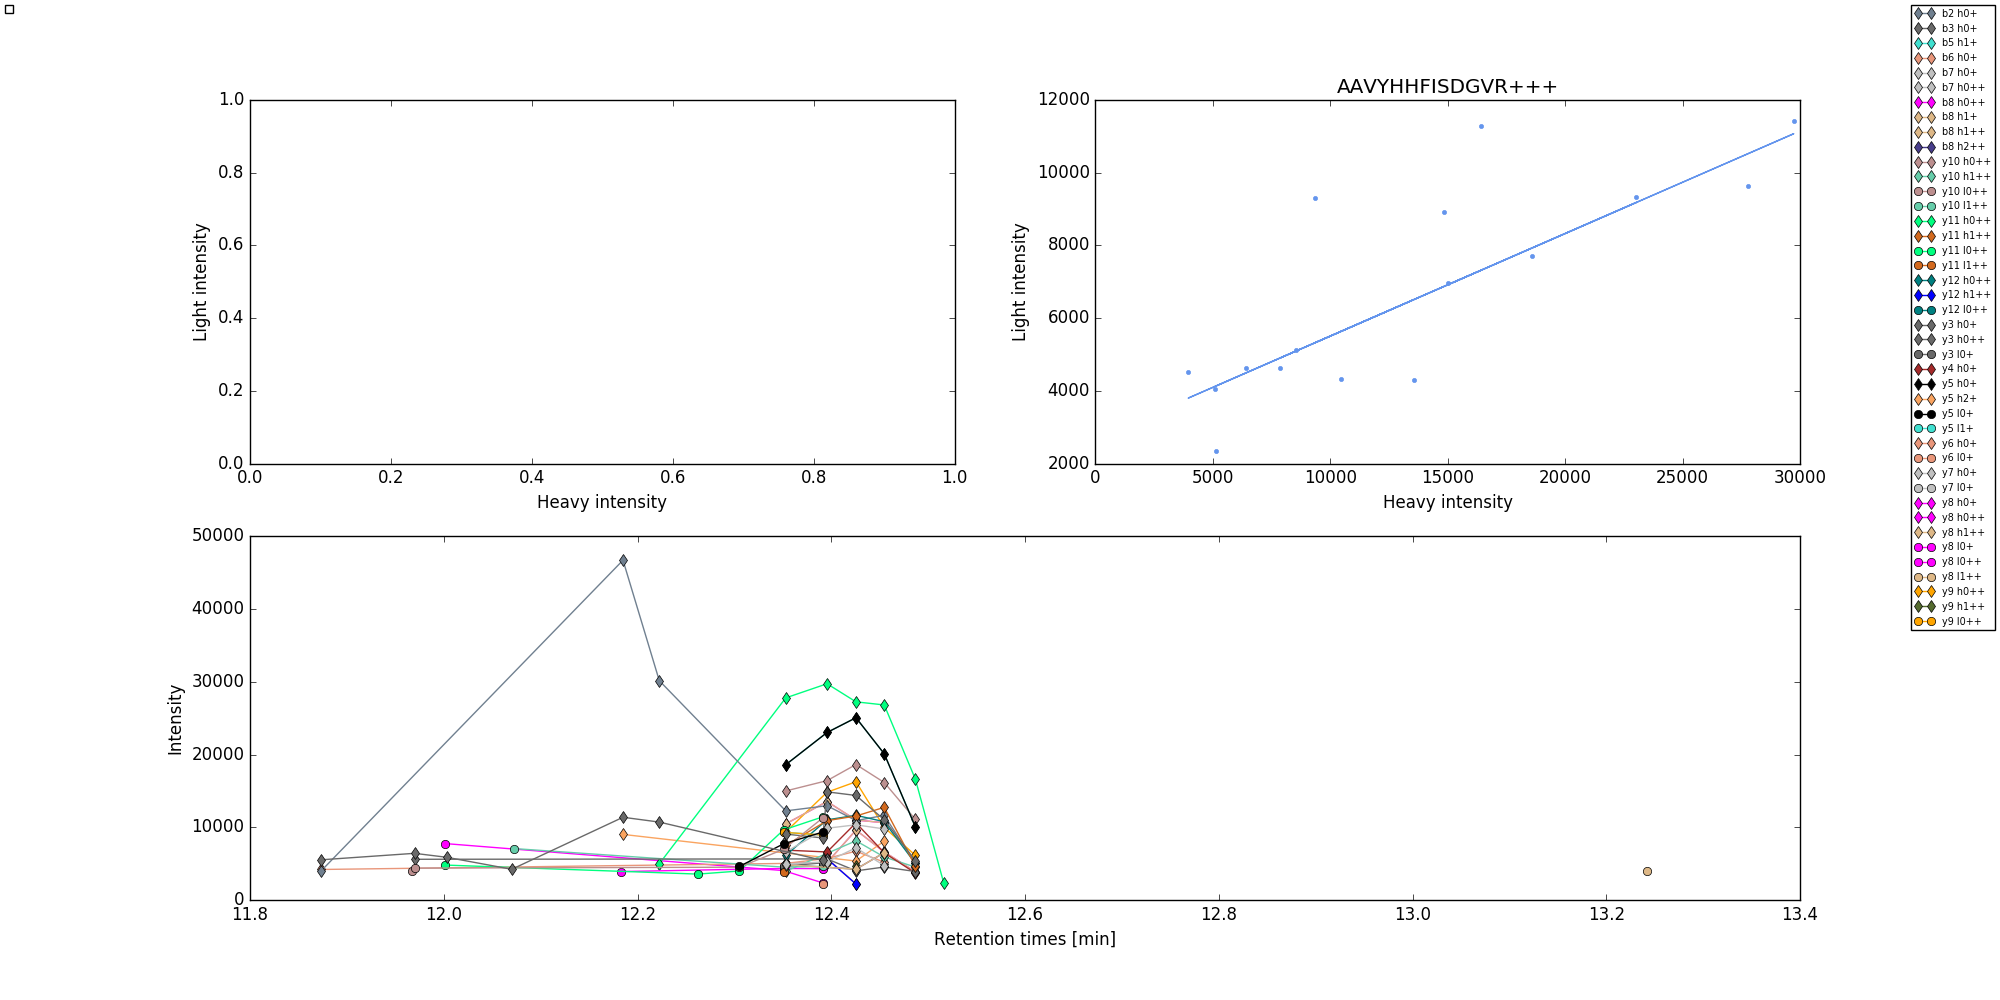 AAVYHHFISDGVR+++
1.0
0.8
0.6
0.4
0.2
0.0
Light intensity
0.0 0.2 0.4 0.6 0.8 1.0
Heavy intensity
12000
10000
8000
6000
4000
2000
Light intensity
0 5000 10000 15000 20000 25000 30000
Heavy intensity
50000
40000
30000
20000
10000
0
Intensity
11.8 12.0 12.2 12.4 12.6 12.8 13.0 13.2 13.4
Retention times [min]
b2 h0+
b3 h0+
b5 h1+
b6 h0+
b7 h0+
b7 h0++
b8 h0++
b8 h1+
b8 h1++
b8 h2++
y10 h0++
y10 h1++
y10 l0++
y10 l1++
y11 h0++
y11 h1++
y11 l0++
y11 l1++
y12 h0++
y12 h1++
y12 l0++
y3 h0+
y3 h0++
y3 l0+
y4 h0+
y5 h0+
y5 h2+
y5 l0+
y5 l1+
y6 h0+
y6 l0+
y7 h0+
y7 l0+
y8 h0+
y8 h0++
y8 h1++
y8 l0+
y8 l0++
y8 l1++
y9 h0++
y9 h1++
y9 l0++